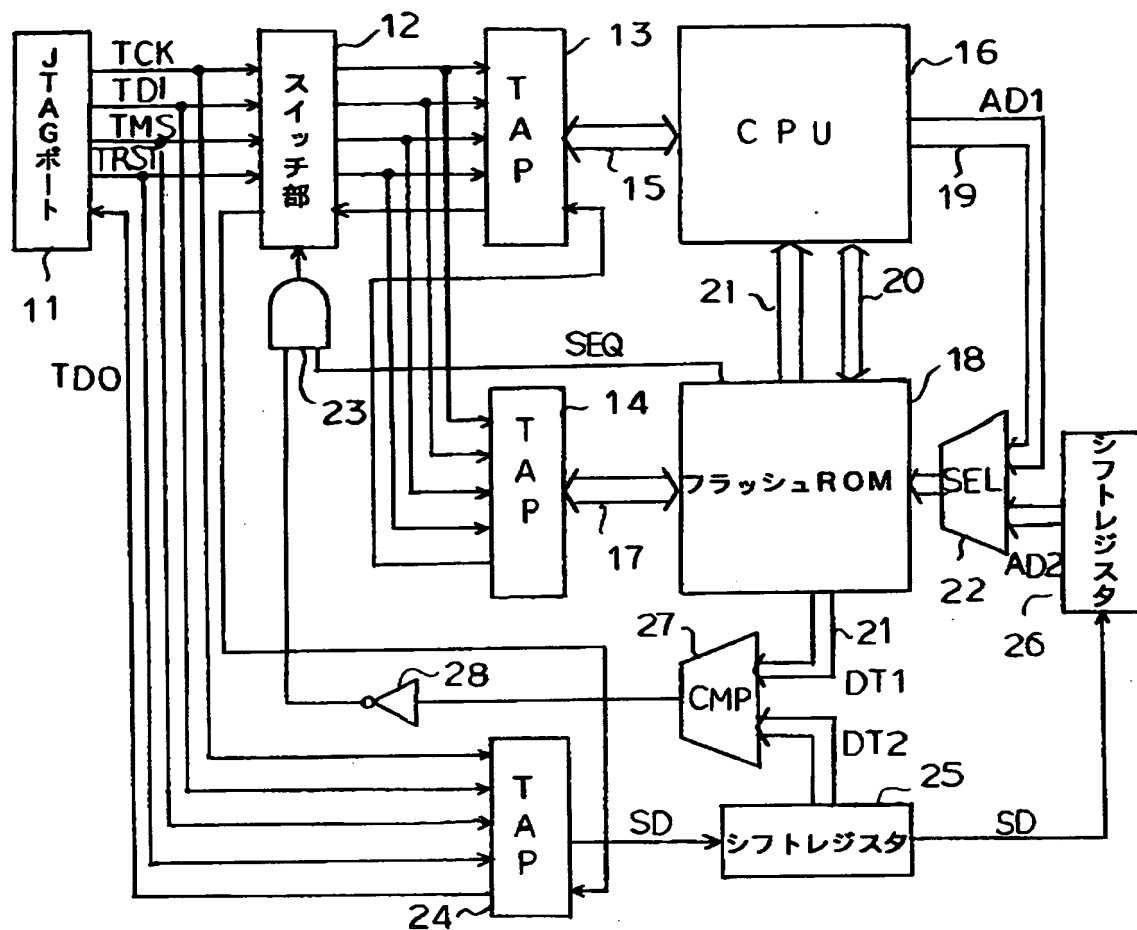 JTAGポート
11
TCK
TDI
TMS
TRST
TDO
12
スイッチ部
13
TAP
15
16
CPU
AD1
19
21
20
SEQ
23
14
TAP
17
18
フラッシュROM
SEL
22
AD2
シフトレジスタ
26
27
CMP
21
DT1
DT2
28
25
シフトレジスタ
SD
SD
TAP
24